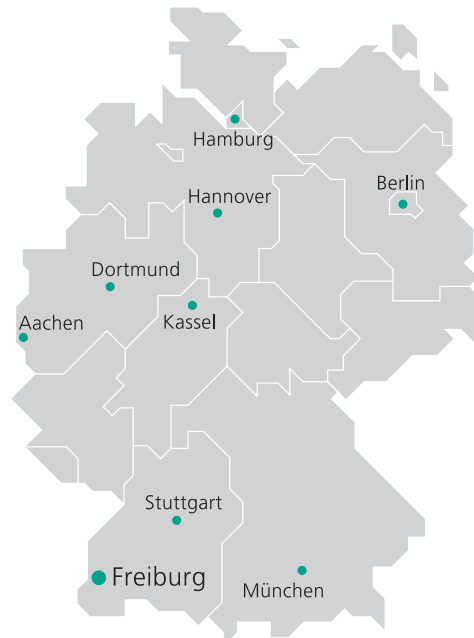 Hamburg
Berlin
Hannover
Dortmund
Aachen
Kassel
Stuttgart
Freiburg
München